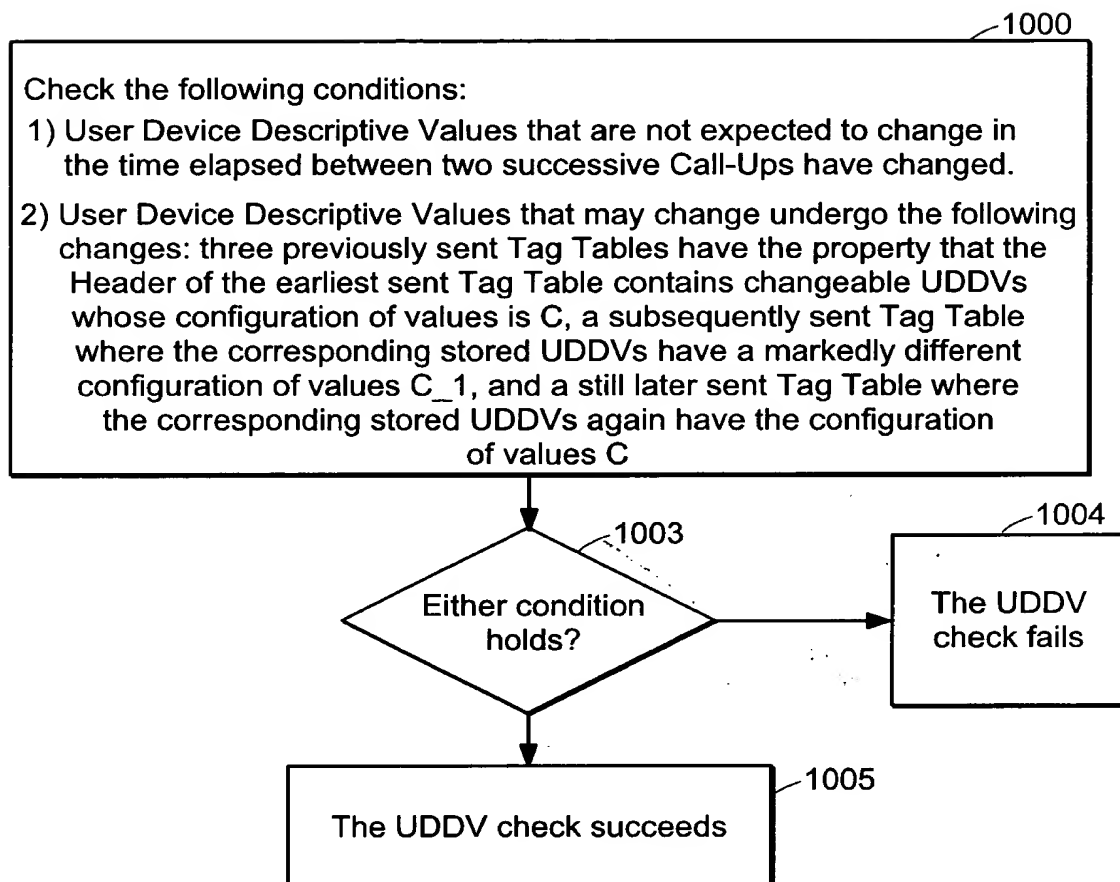 1000
Check the following conditions:
1) User Device Descriptive Values that are not expected to change in
the time elapsed between two successive Call-Ups have changed.
2) User Device Descriptive Values that may change undergo the following
changes: three previously sent Tag Tables have the property that the
Header of the earliest sent Tag Table contains changeable UDDVs
whose configuration of values is C, a subsequently sent Tag Table
where the corresponding stored UDDVs have a markedly different
configuration of values C_1, and a still later sent Tag Table where
the corresponding stored UDDVs again have the configuration
of values C
1003
Either condition
holds?
1004
The UDDV
check fails
1005
The UDDV check succeeds